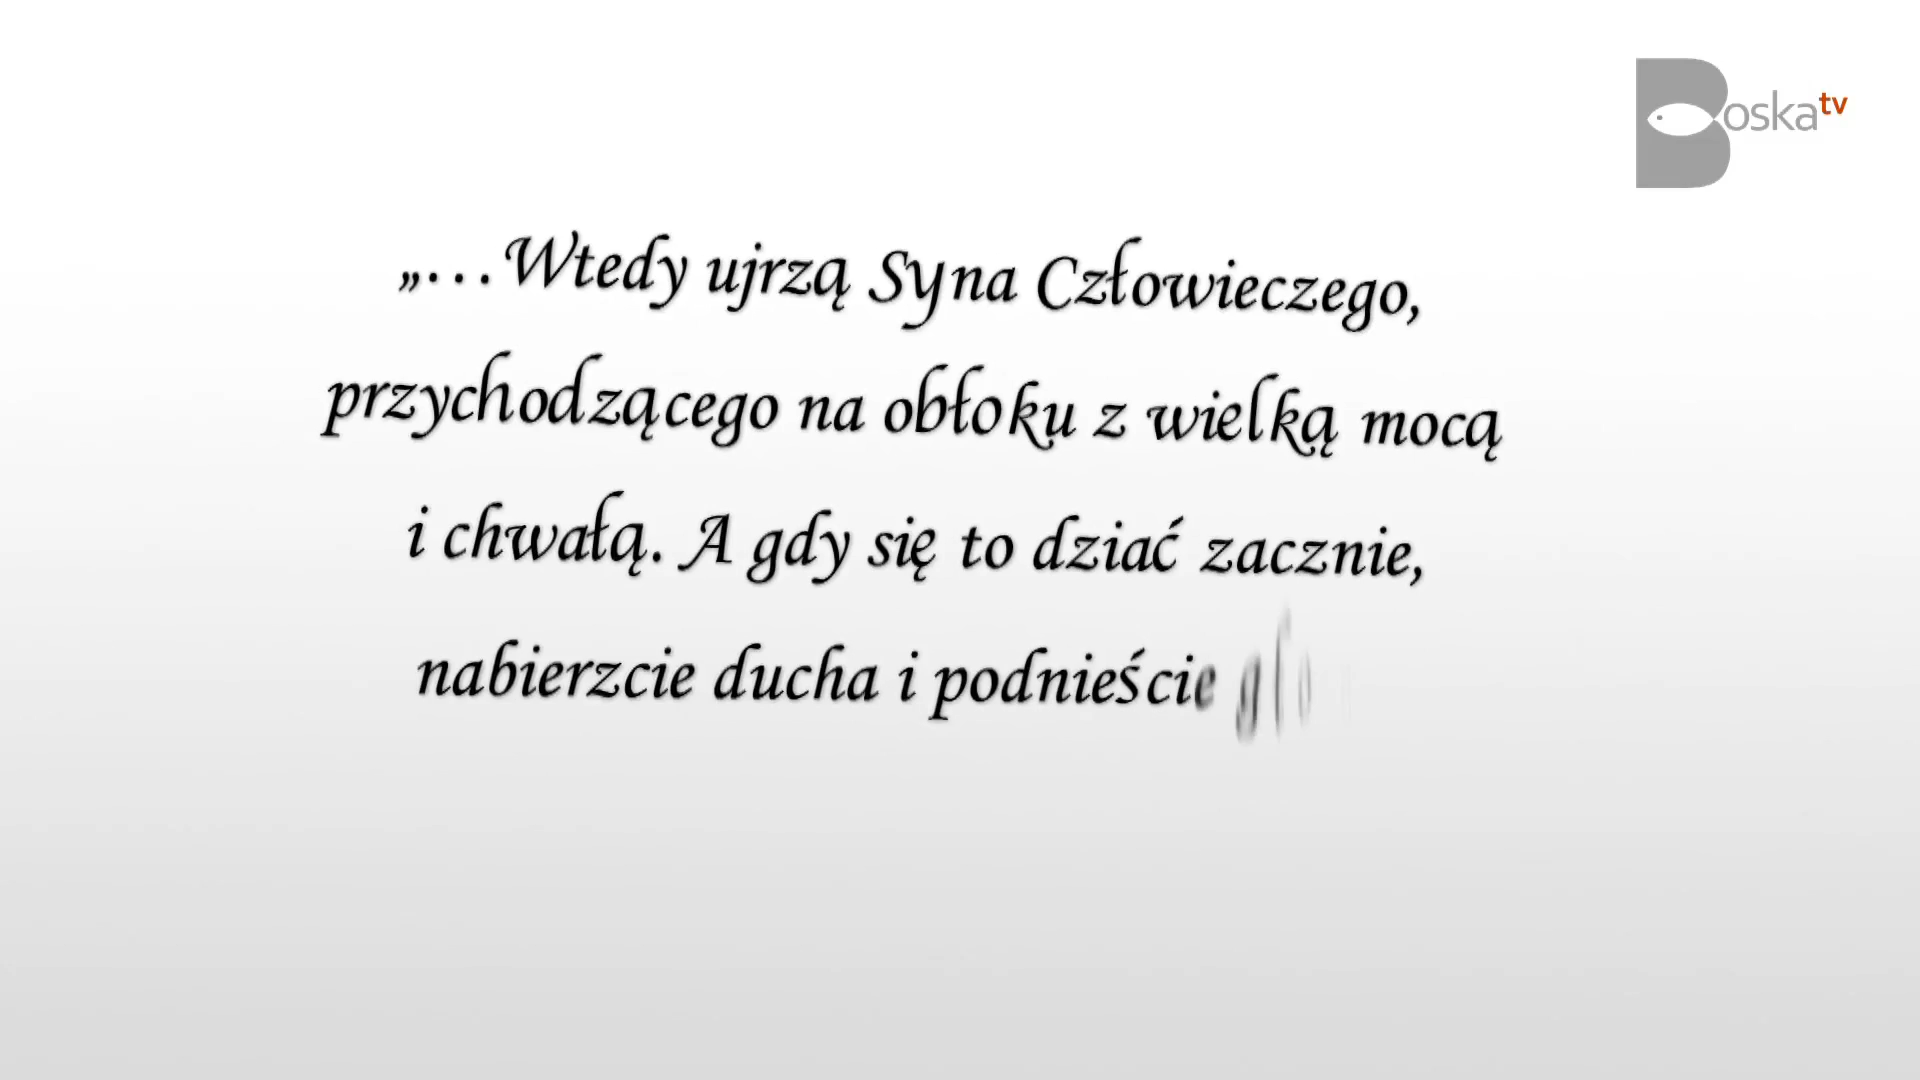 Boska tv
„…Wtedy ujrzą Syna Człowieczego,
przychodzącego na obłoku z wielką mocą
i chwałą. A gdy się to dziać zacznie,
nabierzcie ducha i podnieście